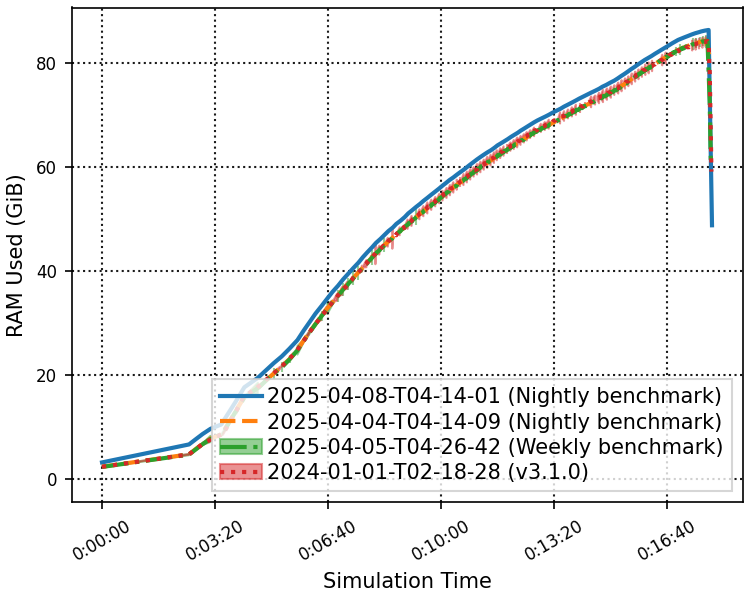 80
60
40
20
0
RAM Used (GiB)
2025-04-08-T04-14-01 (Nightly benchmark)
2025-04-04-T04-14-09 (Nightly benchmark)
2025-04-05-T04-26-42 (Weekly benchmark)
2024-01-01-T02-18-28 (v3.1.0)
0:00:00 0:03:20 0:06:40 0:10:00 0:13:20 0:16:40
Simulation Time